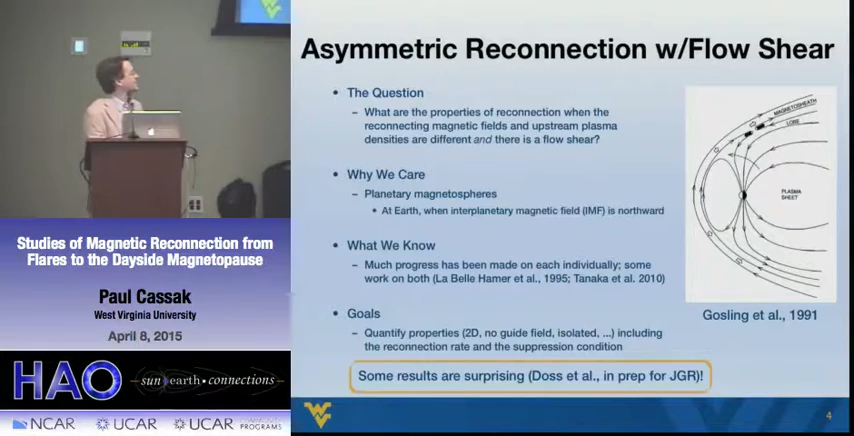 Asymmetric Reconnection w/Flow Shear
• The Question
– What are the properties of reconnection when the
reconnecting magnetic fields and upstream plasma
densities are different and there is a flow shear?
• Why We Care
– Planetary magnetospheres
• At Earth, when interplanetary magnetic field (IMF) is northward
• What We Know
– Much progress has been made on each individually; some
work on both (La Belle Hamer et al., 1995; Tanaka et al. 2010)
• Goals
– Quantify properties (2D, no guide field, isolated, ...) including
the reconnection rate and the suppression condition
Some results are surprising (Doss et al., in prep for JGR)!
MAGNETOSHEATH
LOBE
PLASMA
SHEET
Gosling et al., 1991
4
Studies of Magnetic Reconnection from
Flares to the Dayside Magnetopause
Paul Cassak
West Virginia University
April 8, 2015
HAO
sun earth • connections
NCAR
UCAR
UCAR
PROGRAMS